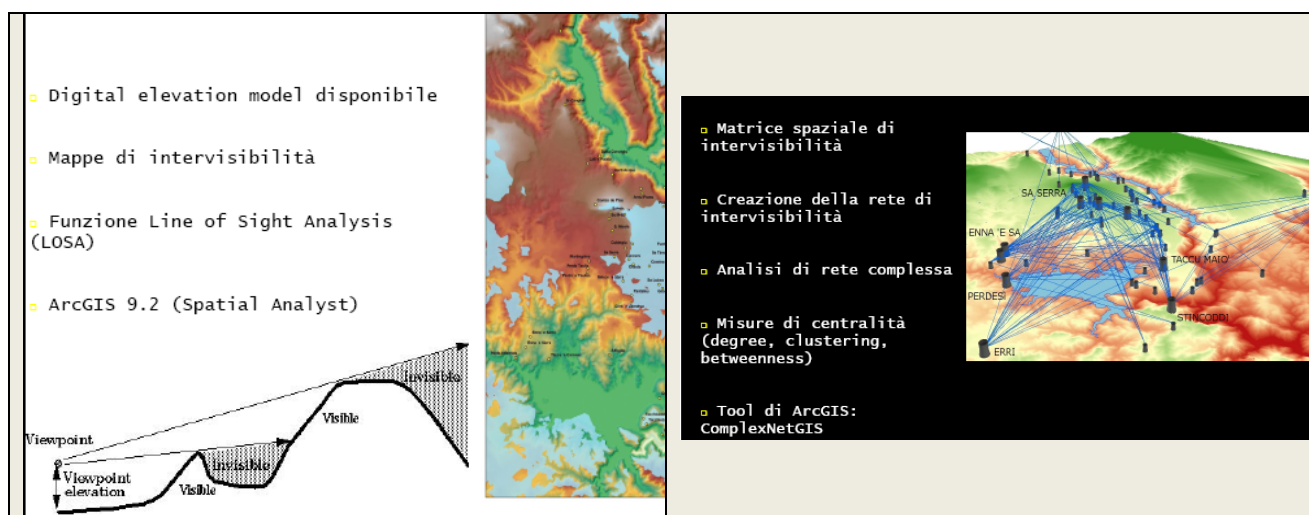 Digital elevation model disponibile
Mappe di intervisibilità
Funzione Line of Sight Analysis
(LOSA)
ArcGIS 9.2 (Spatial Analyst)
Viewpoint
Viewpoint
elevation
Visible
Invisible
Visible
Invisible
Matrice spaziale di
intervisibilità
Creazione della rete di
intervisibilità
Analisi di rete complessa
Misure di centralità
(degree, clustering,
betweenness)
Tool di ArcGIS:
ComplexNetGIS
SA SERRA
ENNA 'E SA
TACCU MAIO'
PERDESI
STINCODDI
ERRI